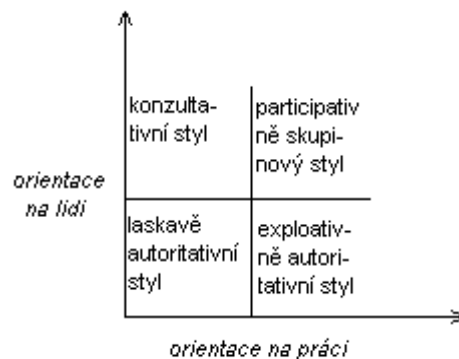 konzulta-
tivní styl
participativ
ně skupi-
nový styl
orientace
na lidi
laskavě
autoritativní
styl
exploativ-
ně autori-
tativní styl
orientace na práci